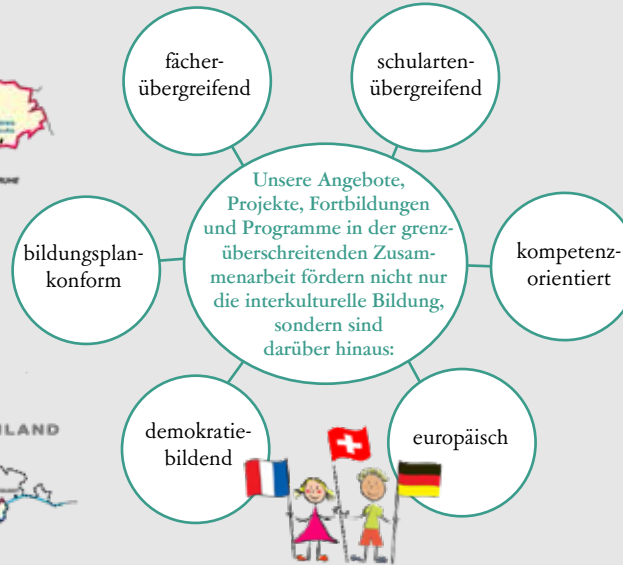 fächer-
übergreifend
schularten-
übergreifend
Unsere Angebote,
Projekte, Fortbildungen
und Programme in der grenz-
überschreitenden Zusam-
menarbeit fördern nicht nur
die interkulturelle Bildung,
sondern sind
darüber hinaus:
bildungsplan-
konform
kompetenz-
orientiert
demokratie-
bildend
europäisch